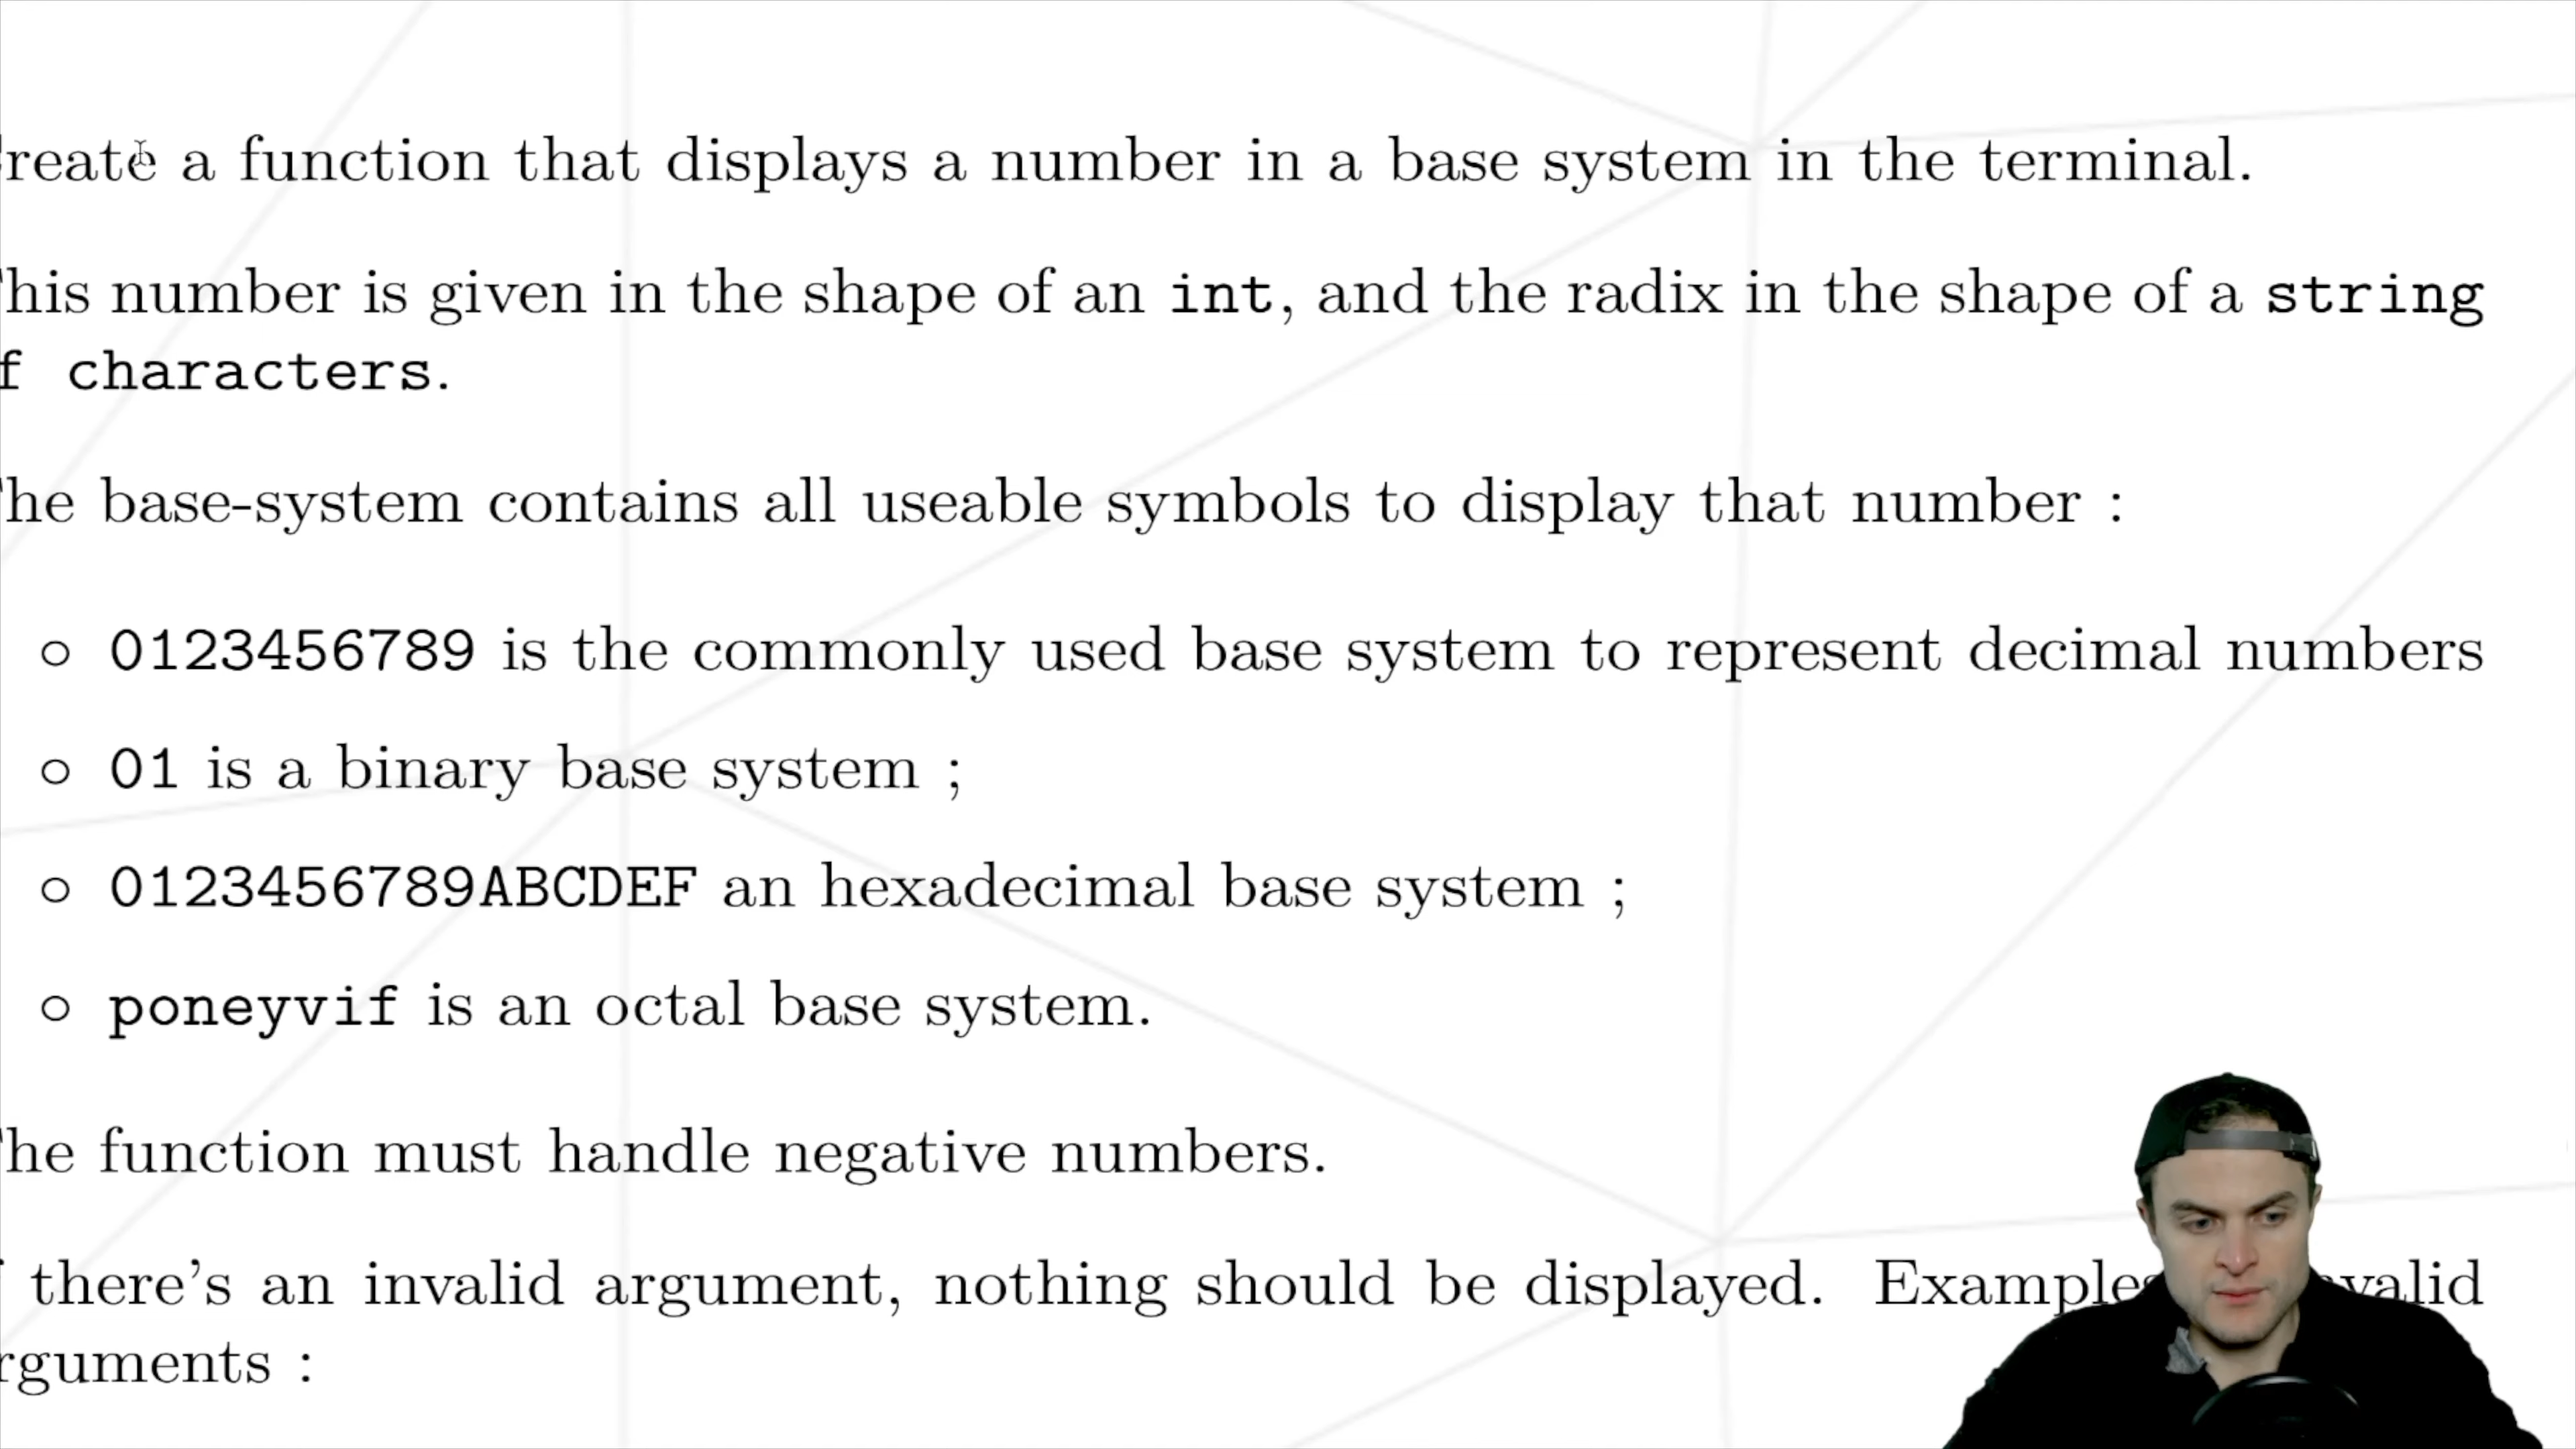 reate a function that displays a number in a base system in the terminal.
his number is given in the shape of an int, and the radix in the shape of a string
f characters.
he base-system contains all useable symbols to display that number :
○ 0123456789 is the commonly used base system to represent decimal numbers
○ 01 is a binary base system ;
○ 0123456789ABCDEF an hexadecimal base system ;
○ poneyvif is an octal base system.
he function must handle negative numbers.
there's an invalid argument, nothing should be displayed. Example valid
rguments :